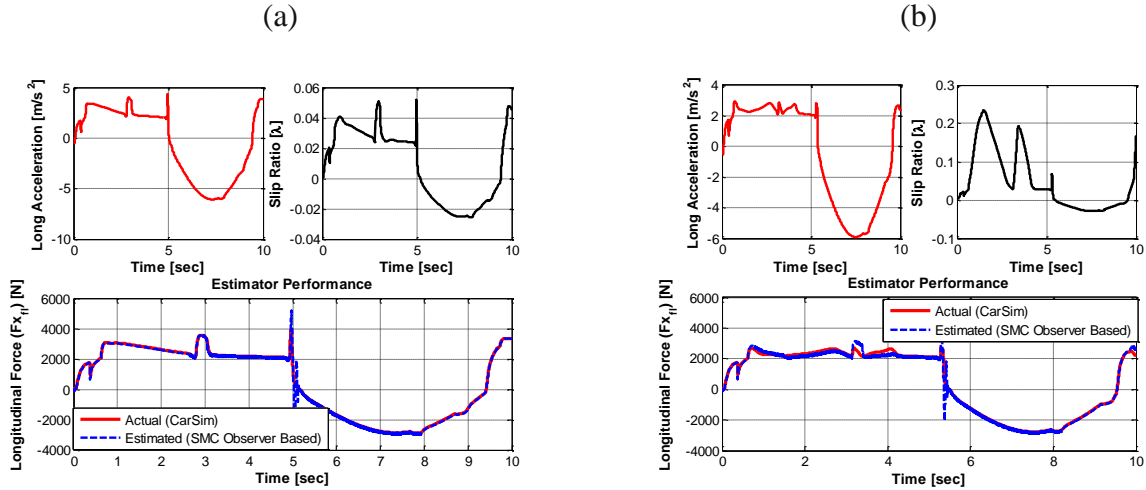 (a)
(b)
Long Acceleration [m/s²]
5
0
-5
-10
0
5
10
Time [sec]
Slip Ratio [λ]
0.06
0.04
0.02
0
-0.02
-0.04
0
5
10
Time [sec]
Estimator Performance
Longitudinal Force (Fx_fl) [N]
6000
4000
2000
0
-2000
-4000
Actual (CarSim)
Estimated (SMC Observer Based)
0 1 2 3 4 5 6 7 8 9 10
Time [sec]
Long Acceleration [m/s²]
4
2
0
-2
-4
-6
0
5
10
Time [sec]
Slip Ratio [λ]
0.3
0.2
0.1
0
-0.1
0
5
10
Time [sec]
Estimator Performance
Longitudinal Force (Fx_fl) [N]
6000
4000
2000
0
-2000
-4000
Actual (CarSim)
Estimated (SMC Observer Based)
0 2 4 6 8 10
Time [sec]